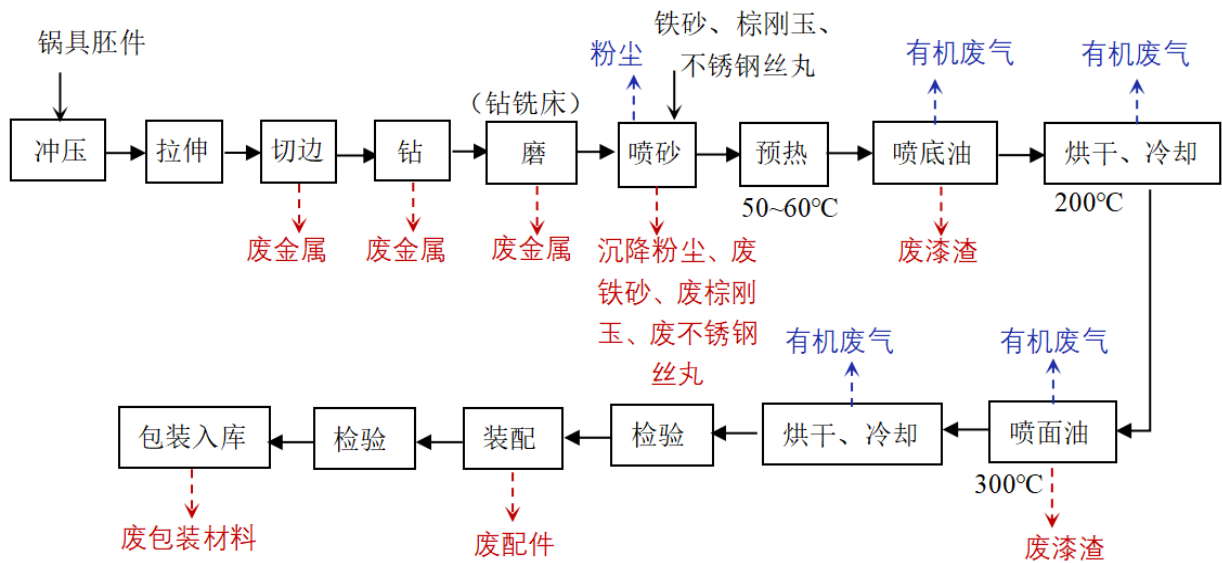 铁砂、棕刚玉、
不锈钢丝丸
锅具胚件
粉尘
有机废气
有机废气
（钻铣床）
冲压
拉伸
切边
钻
磨
喷砂
预热
喷底油
烘干、冷却
50~60℃
200℃
废金属
废金属
废金属
沉降粉尘、废
铁砂、废棕刚
玉、废不锈钢
丝丸
废漆渣
有机废气
有机废气
包装入库
检验
装配
检验
烘干、冷却
喷面油
300℃
废包装材料
废配件
废漆渣